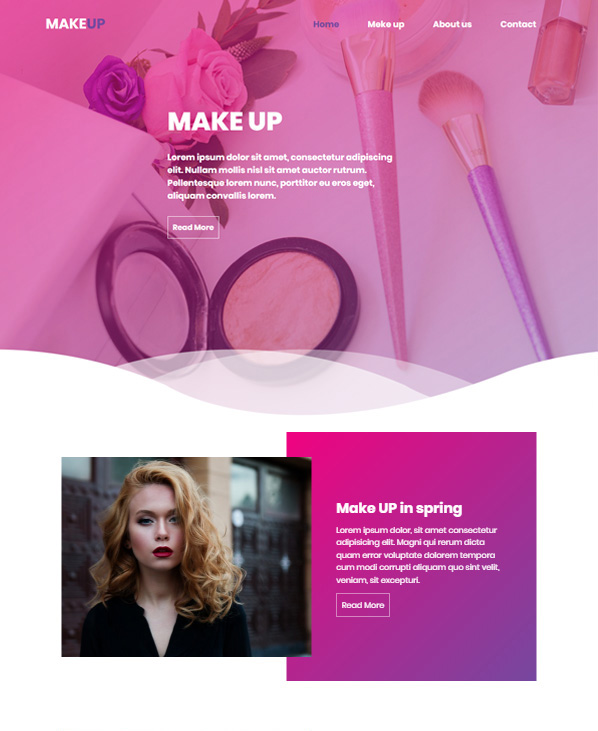 MAKEUP
Home Meke up About us Contact
MAKE UP
Lorem ipsum dolor sit amet, consectetur adipiscing
elit. Nullam mollis nisl sit amet auctor rutrum.
Pellentesque lorem nunc, porttitor eu eros eget,
aliquam convallis lorem.
Read More
Make UP in spring
Lorem ipsum dolor, sit amet consectetur
adipisicing elit. Magni qui rerum dicta
quam error voluptate dolorem tempora
cum modi corrupti aliquam quo sint velit,
veniam, sit excepturi.
Read More